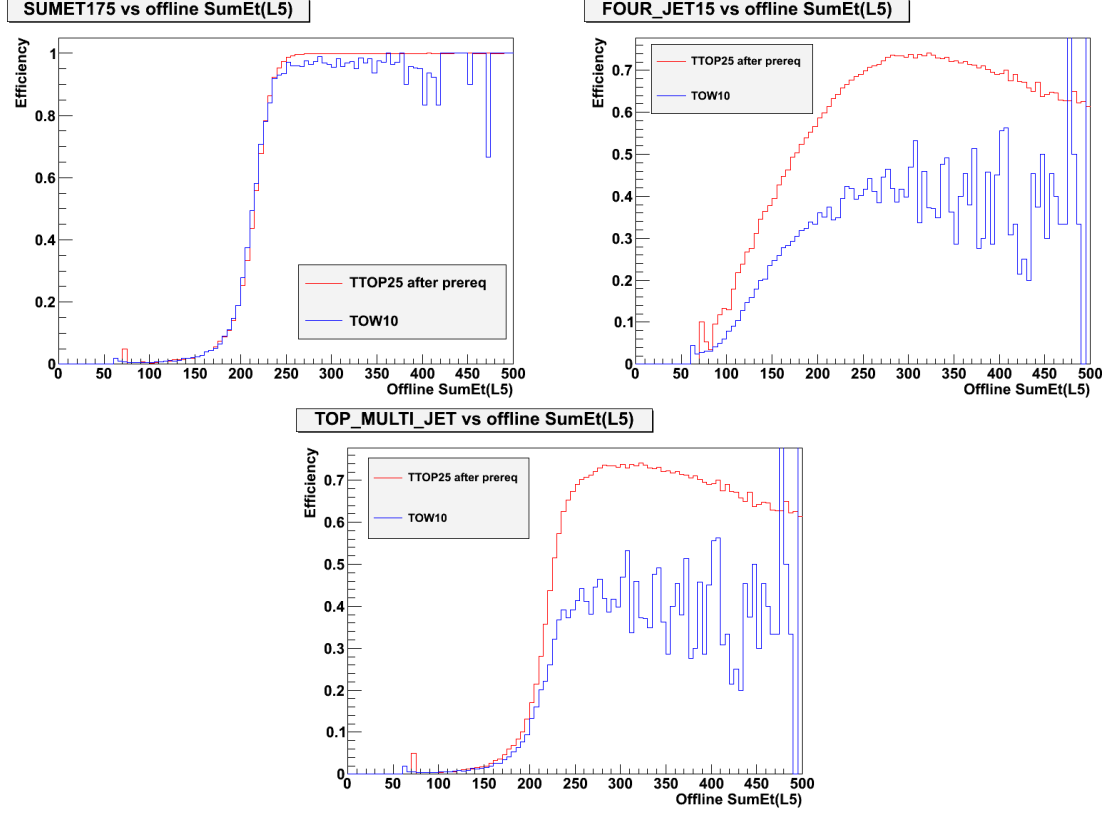 SUMET175 vs offline SumEt(L5)
Efficiency
1
0.8
0.6
0.4
0.2
0
TTOP25 after prereq
TOW10
0 50 100 150 200 250 300 350 400 450 500
Offline SumEt(L5)
FOUR_JET15 vs offline SumEt(L5)
Efficiency
0.7
0.6
0.5
0.4
0.3
0.2
0.1
0
TTOP25 after prereq
TOW10
0 50 100 150 200 250 300 350 400 450 500
Offline SumEt(L5)
TOP_MULTI_JET vs offline SumEt(L5)
Efficiency
0.7
0.6
0.5
0.4
0.3
0.2
0.1
0
TTOP25 after prereq
TOW10
0 50 100 150 200 250 300 350 400 450 500
Offline SumEt(L5)